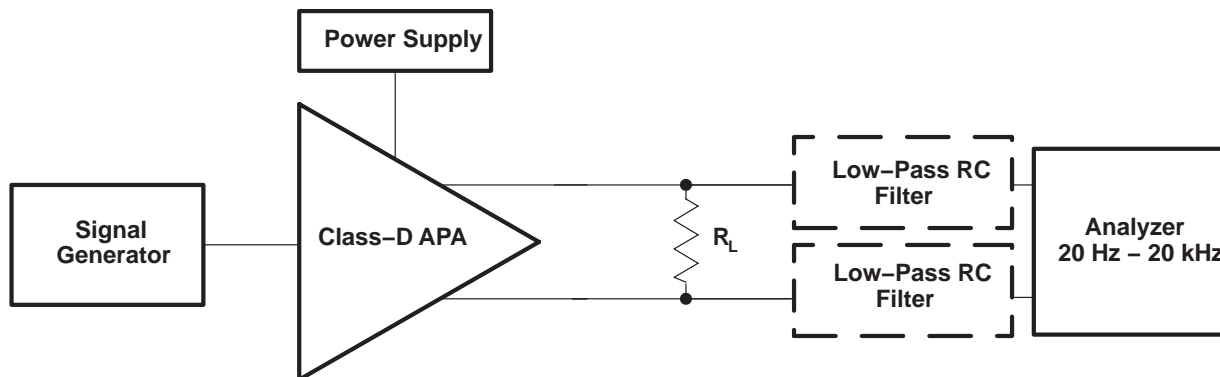 Power Supply
Signal
Generator
Class–D APA
R_L
Low–Pass RC
Filter
Low–Pass RC
Filter
Analyzer
20 Hz – 20 kHz